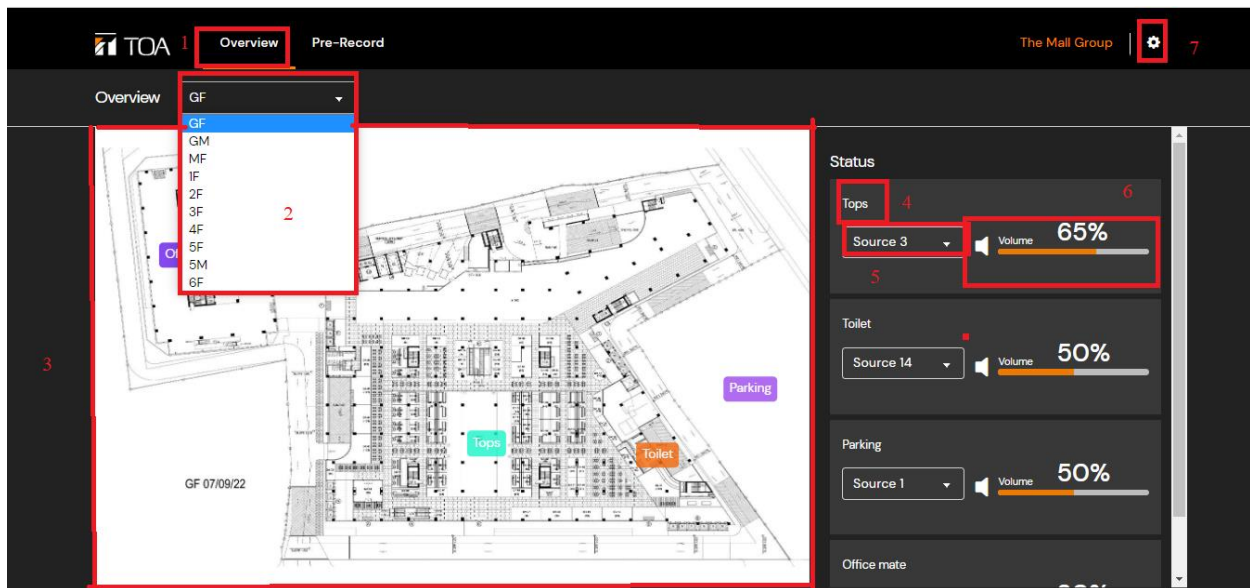 TOA
1
Overview
Pre-Record
The Mall Group
7
Overview
GF
GF
GM
MF
1F
2F
3F
4F
5F
5M
6F
2
3
Of
Parking
Tops
Toilet
GF 07/09/22
Status
Tops
4
6
Source 3
Volume
65%
5
Toilet
Source 14
Volume
50%
Parking
Source 1
Volume
50%
Office mate